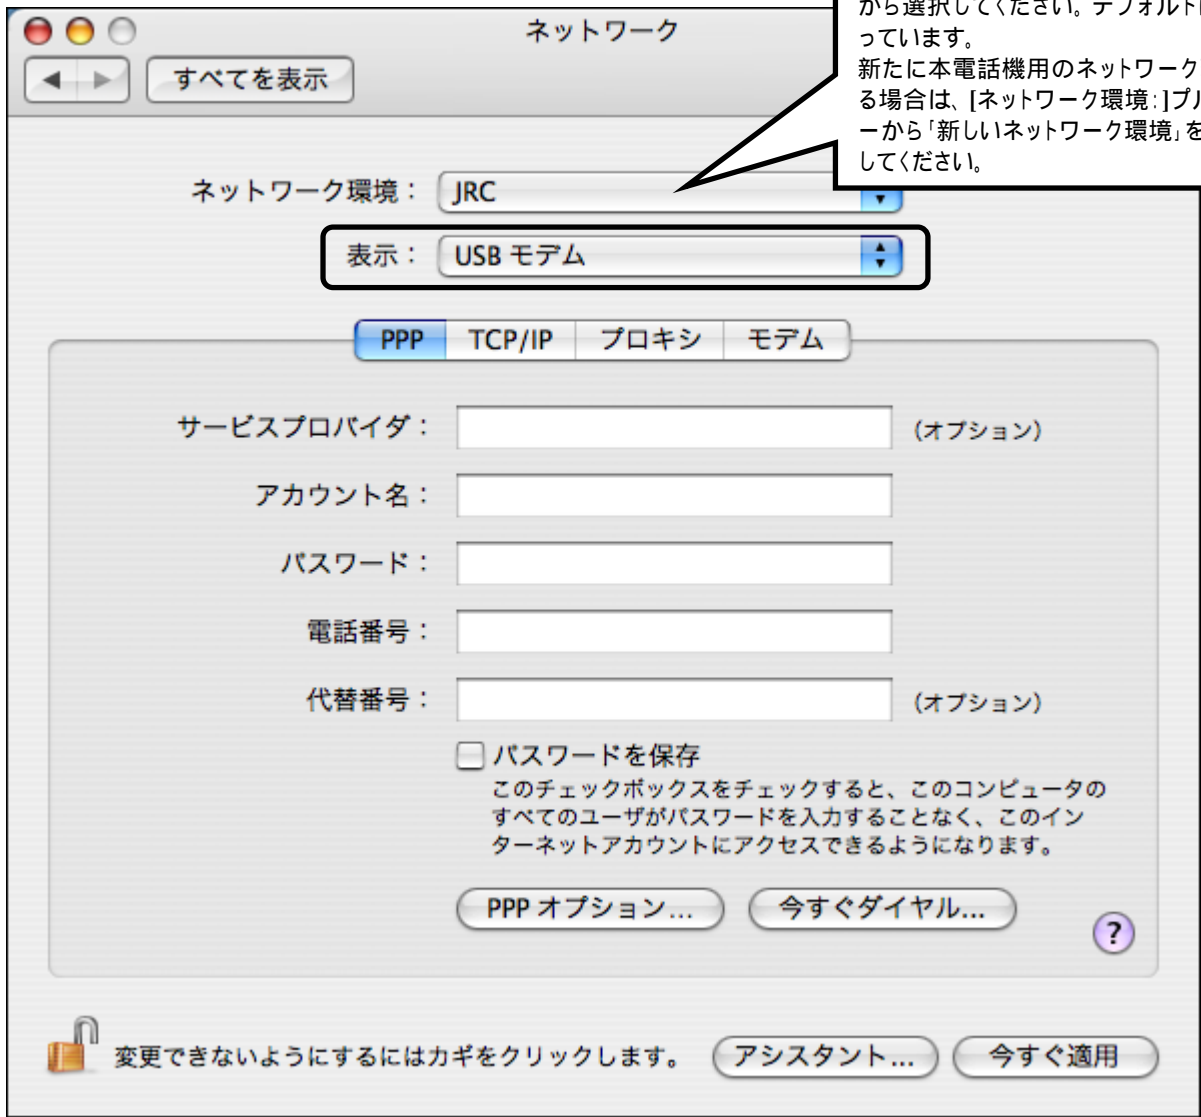 ネットワーク
から選択してください。デフォルト
っています。
新たに本電話機用のネットワーク
る場合は、[ネットワーク環境:]プ
ーから「新しいネットワーク環境」を
してください。
すべてを表示
ネットワーク環境： JRC
表示： USB モデム
PPP TCP/IP プロキシ モデム
サービスプロバイダ： (オプション)
アカウント名：
パスワード：
電話番号：
代替番号： (オプション)
パスワードを保存
このチェックボックスをチェックすると、このコンピュータの
すべてのユーザがパスワードを入力することなく、このイン
ターネットアカウントにアクセスできるようになります。
PPP オプション... 今すぐダイヤル...
?
変更できないようにするにはカギをクリックします。 アシスタント... 今すぐ適用